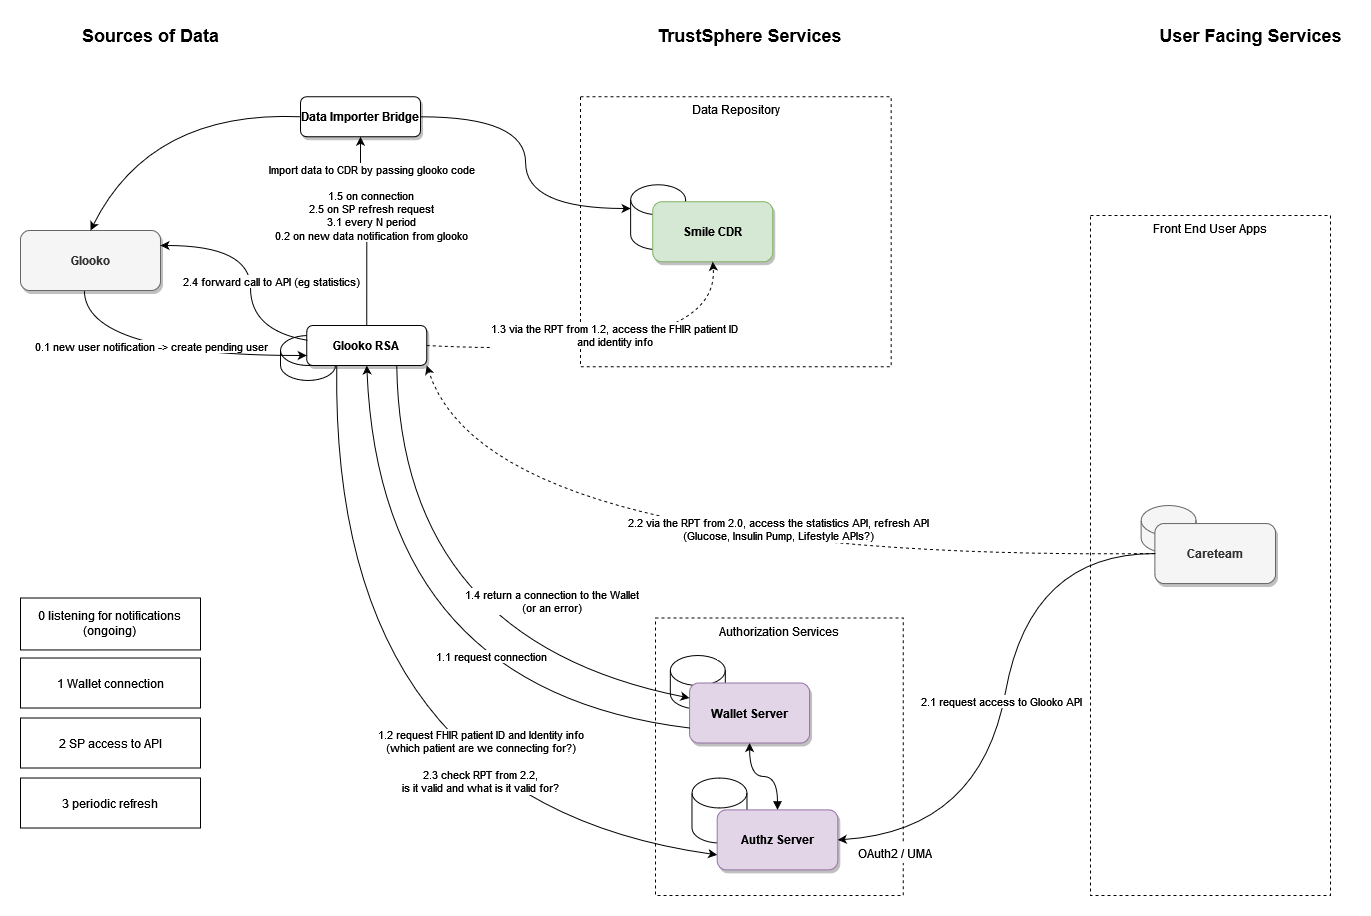 Sources of Data
TrustSphere Services
User Facing Services
Data Importer Bridge
Data Repository
Import data to CDR by passing glooko code
1.5 on connection
2.5 on SP refresh request
3.1 every N period
0.2 on new data notification from glooko
Smile CDR
Front End User Apps
Glooko
2.4 forward call to API (eg statistics)
0.1 new user notification -> create pending user
Glooko RSA
1.3 via the RPT from 1.2, access the FHIR patient ID
and identity info
2.2 via the RPT from 2.0, access the statistics API, refresh API
(Glucose, Insulin Pump, Lifestyle APIs?)
Careteam
1.4 return a connection to the Wallet
(or an error)
0 listening for notifications
(ongoing)
Authorization Services
1.1 request connection
1 Wallet connection
Wallet Server
2.1 request access to Glooko API
1.2 request FHIR patient ID and Identity info
(which patient are we connecting for?)
2 SP access to API
2.3 check RPT from 2.2,
is it valid and what is it valid for?
3 periodic refresh
Authz Server
OAuth2 / UMA